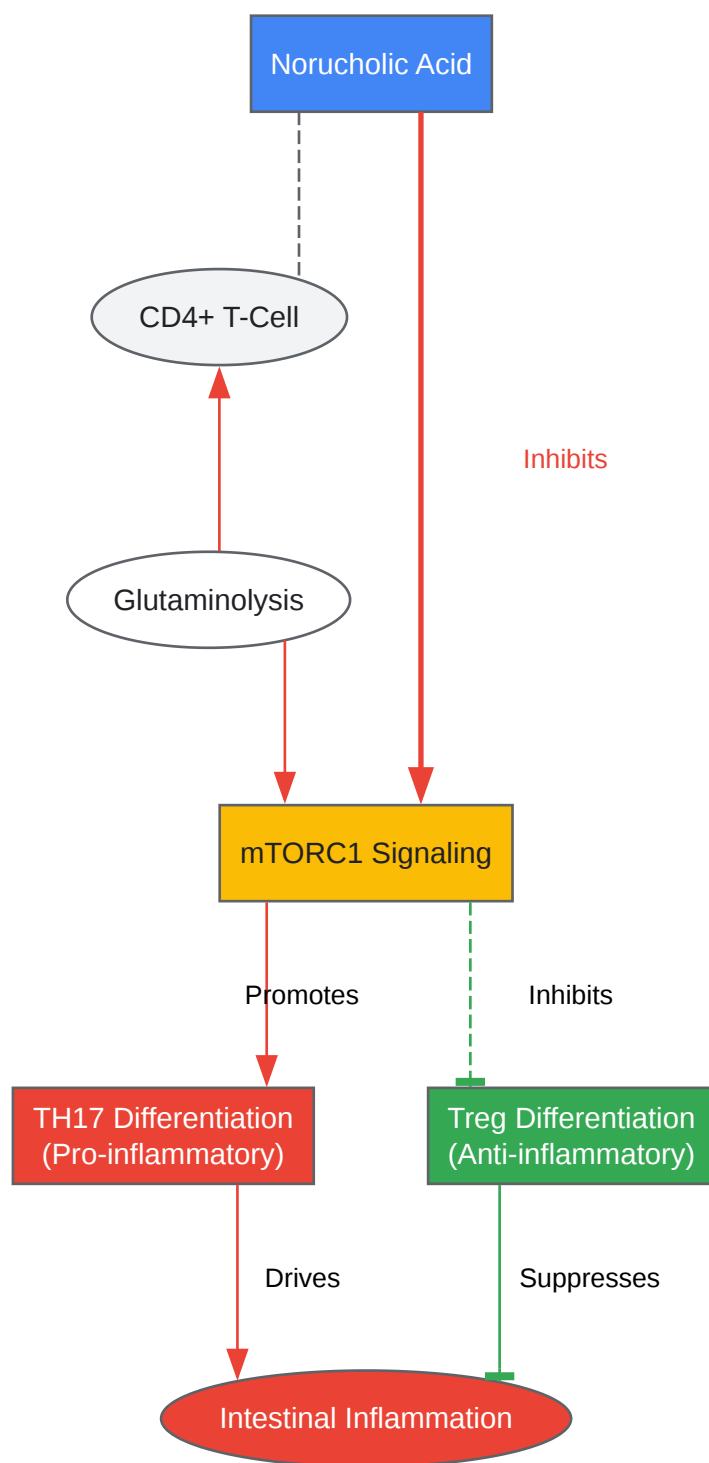 Norucholic Acid
CD4+ T-Cell
Inhibits
Glutaminolysis
mTORC1 Signaling
Promotes
Inhibits
TH17 Differentiation
(Pro-inflammatory)
Treg Differentiation
(Anti-inflammatory)
Drives
Suppresses
Intestinal Inflammation